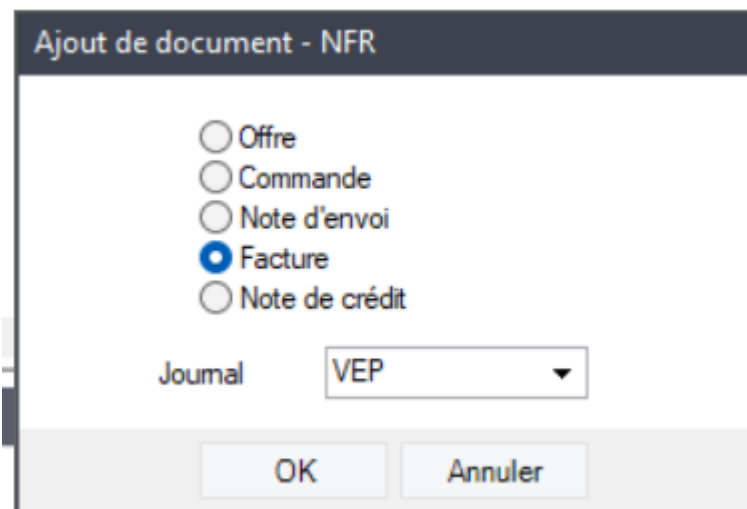 Ajout de document - NFR
Offre
Commande
Note d'envoi
Facture
Note de crédit
Journal VEP
OK Annuler